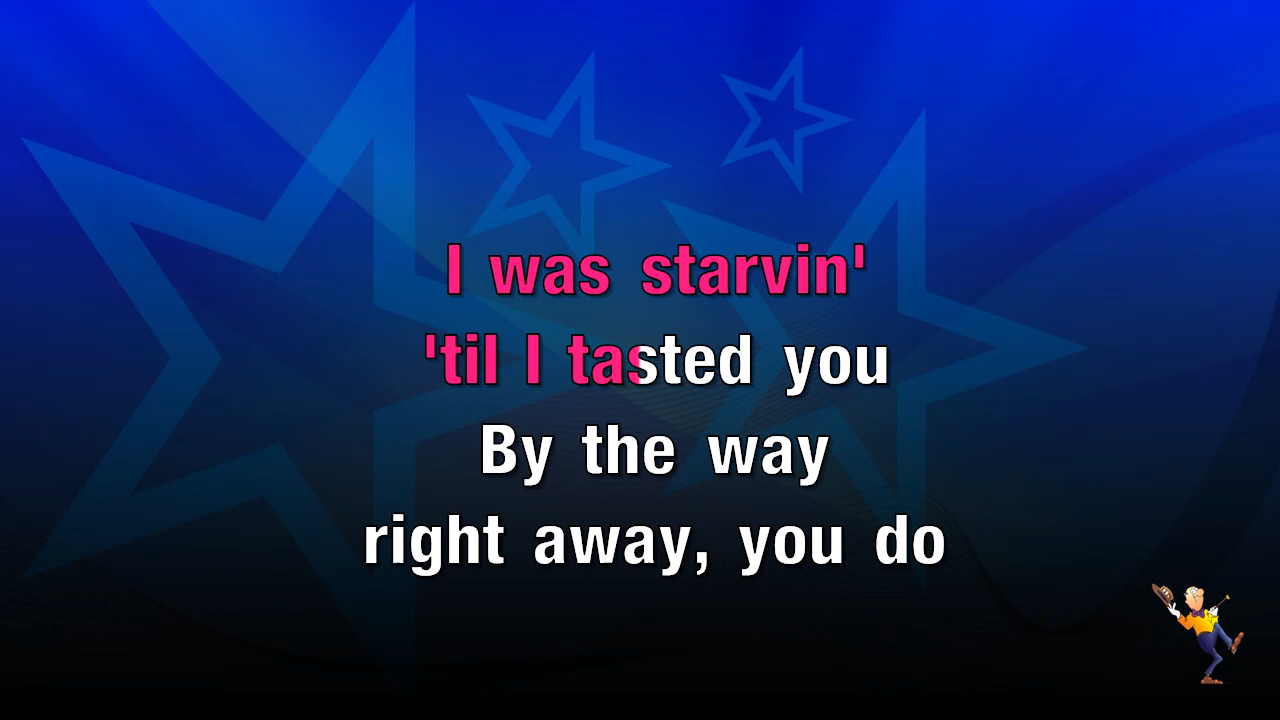 I was starvin'
'til I tasted you
By the way
right away, you do